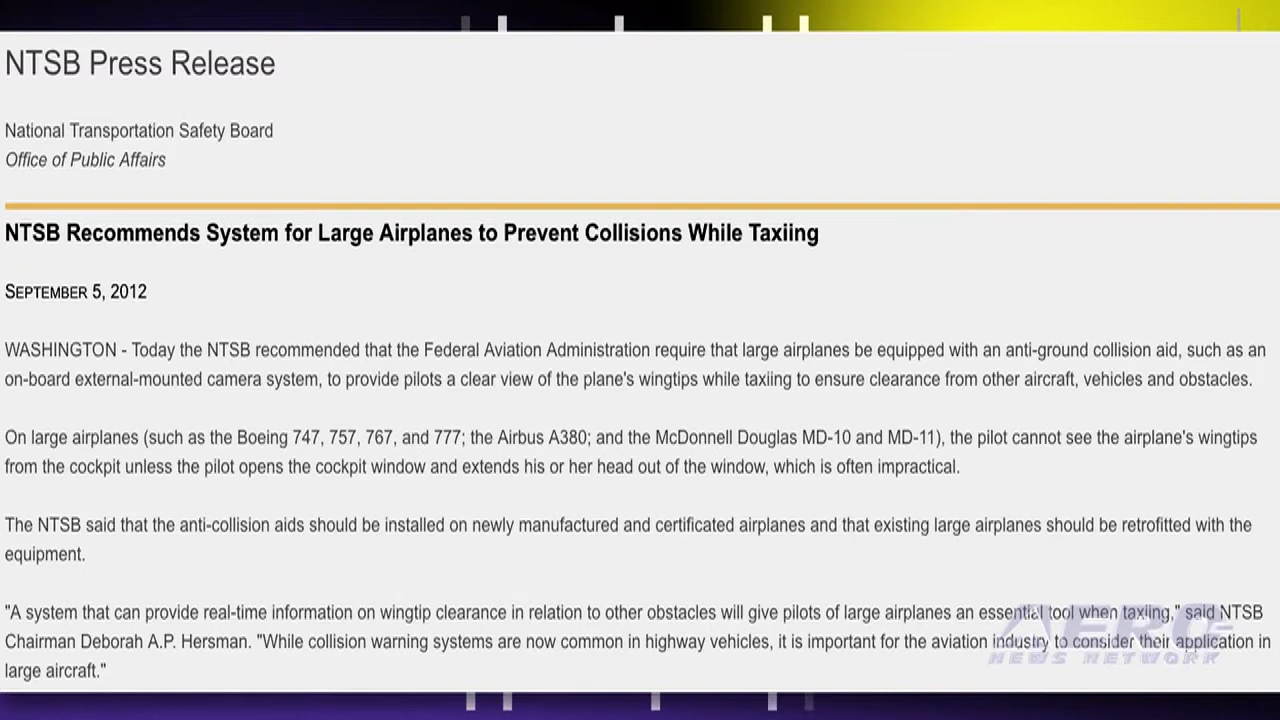 NTSB Press Release
National Transportation Safety Board
Office of Public Affairs
NTSB Recommends System for Large Airplanes to Prevent Collisions While Taxiing
SEPTEMBER 5, 2012
WASHINGTON - Today the NTSB recommended that the Federal Aviation Administration require that large airplanes be equipped with an anti-ground collision aid, such as an
on-board external-mounted camera system, to provide pilots a clear view of the plane's wingtips while taxiing to ensure clearance from other aircraft, vehicles and obstacles.
On large airplanes (such as the Boeing 747, 757, 767, and 777; the Airbus A380; and the McDonnell Douglas MD-10 and MD-11), the pilot cannot see the airplane's wingtips
from the cockpit unless the pilot opens the cockpit window and extends his or her head out of the window, which is often impractical.
The NTSB said that the anti-collision aids should be installed on newly manufactured and certificated airplanes and that existing large airplanes should be retrofitted with the
equipment.
"A system that can provide real-time information on wingtip clearance in relation to other obstacles will give pilots of large airplanes an essential tool when taxiing," said NTSB
Chairman Deborah A.P. Hersman. "While collision warning systems are now common in highway vehicles, it is important for the aviation industry to consider their application in
large aircraft."
AERO
NEWS NETWORK